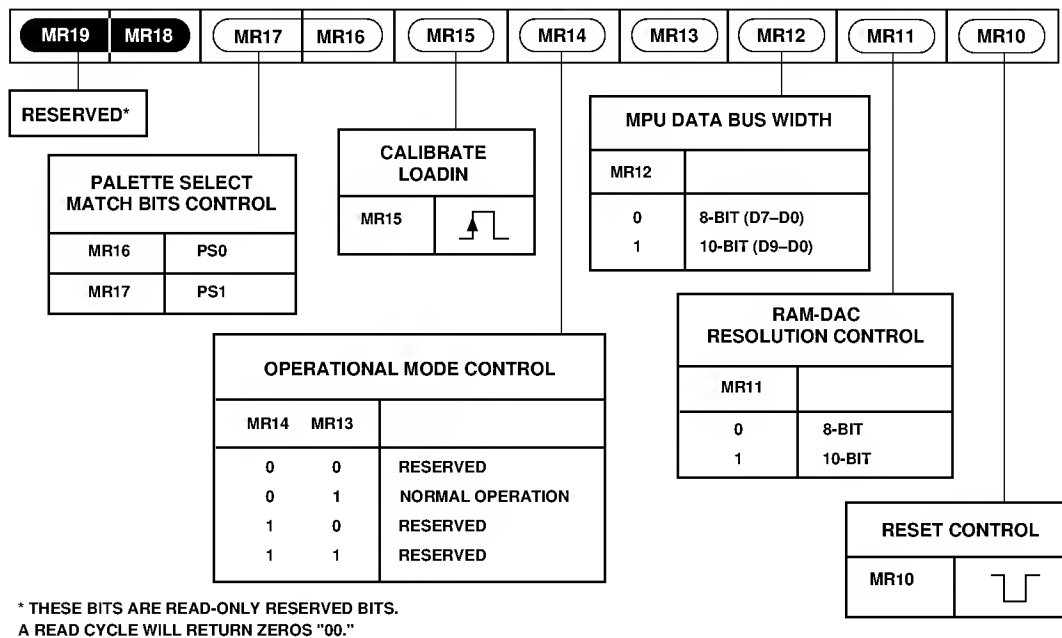 MR19 MR18 MR17 MR16 MR15 MR14 MR13 MR12 MR11 MR10
RESERVED*
PALETTE SELECT
MATCH BITS CONTROL
MR16 PS0
MR17 PS1
CALIBRATE
LOADIN
MR15
MPU DATA BUS WIDTH
MR12
0 8-BIT (D7–D0)
1 10-BIT (D9–D0)
OPERATIONAL MODE CONTROL
MR14 MR13
0 0 RESERVED
0 1 NORMAL OPERATION
1 0 RESERVED
1 1 RESERVED
RAM-DAC
RESOLUTION CONTROL
MR11
0 8-BIT
1 10-BIT
RESET CONTROL
MR10
* THESE BITS ARE READ-ONLY RESERVED BITS.
A READ CYCLE WILL RETURN ZEROS "00."